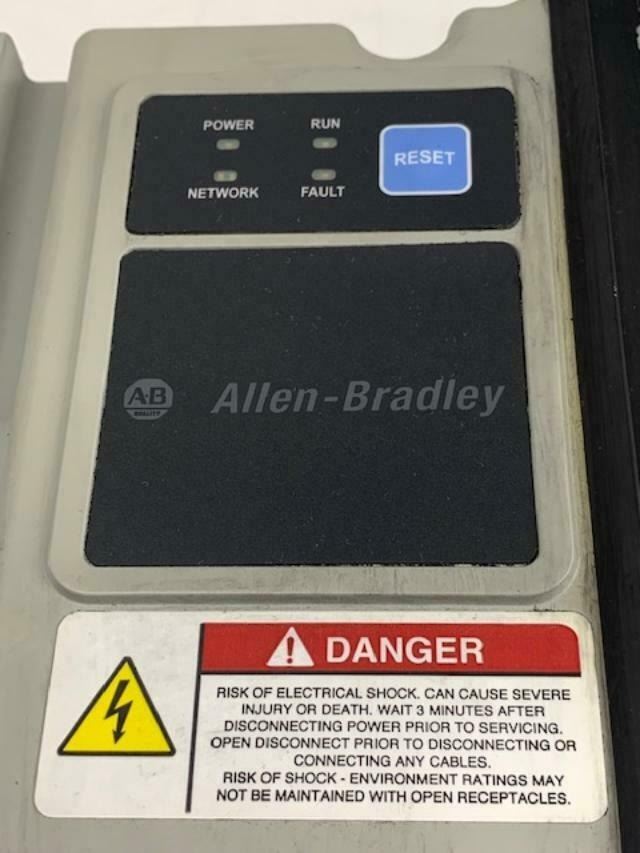 POWER RUN
RESET
NETWORK FAULT
A-B
QUALITY
Allen-Bradley
DANGER
RISK OF ELECTRICAL SHOCK. CAN CAUSE SEVERE
INJURY OR DEATH. WAIT 3 MINUTES AFTER
DISCONNECTING POWER PRIOR TO SERVICING.
OPEN DISCONNECT PRIOR TO DISCONNECTING OR
CONNECTING ANY CABLES.
RISK OF SHOCK - ENVIRONMENT RATINGS MAY
NOT BE MAINTAINED WITH OPEN RECEPTACLES.